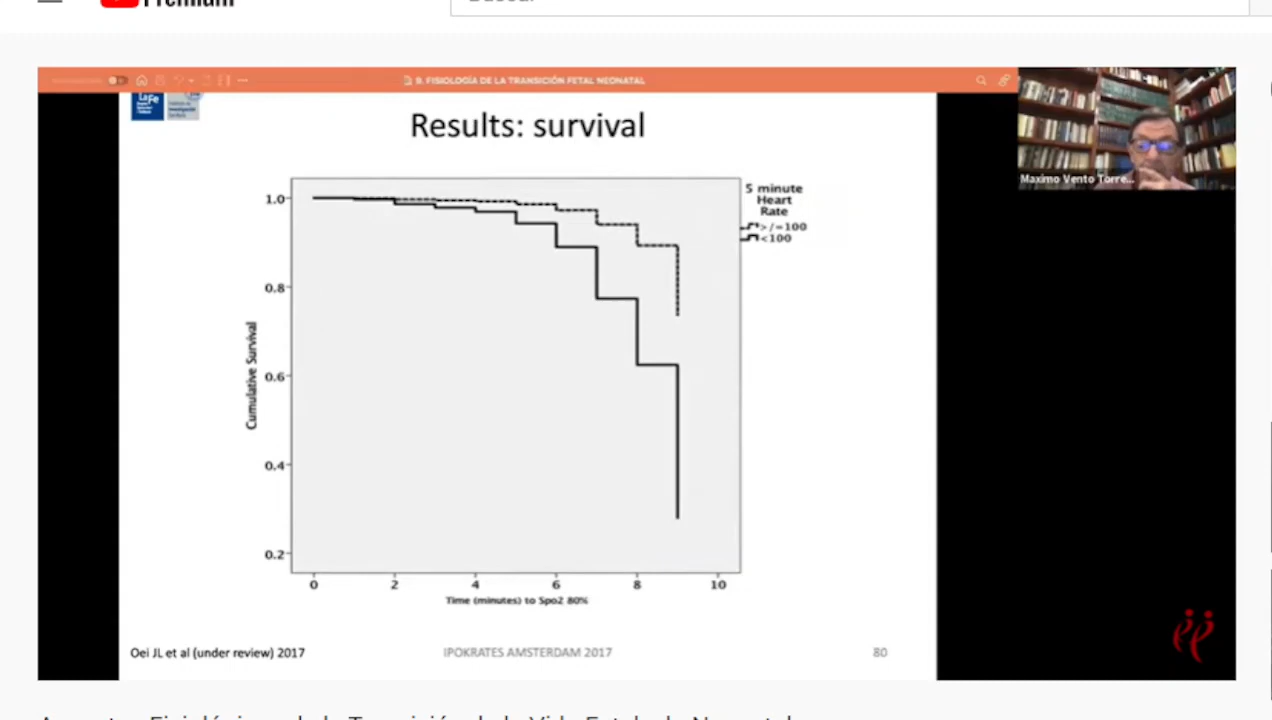 Premium
9. FISIOLOGÍA DE LA TRANSICIÓN FETAL NEONATAL
LaFe
Maximo Vento Torre...
Results: survival
5 minute
Heart
Rate
>/=100
<100
1.0
0.8
0.6
0.4
0.2
Cumulative Survival
0 2 4 6 8 10
Time (minutes) to Spo2 80%
Oei JL et al (under review) 2017
IPOKRATES AMSTERDAM 2017
80